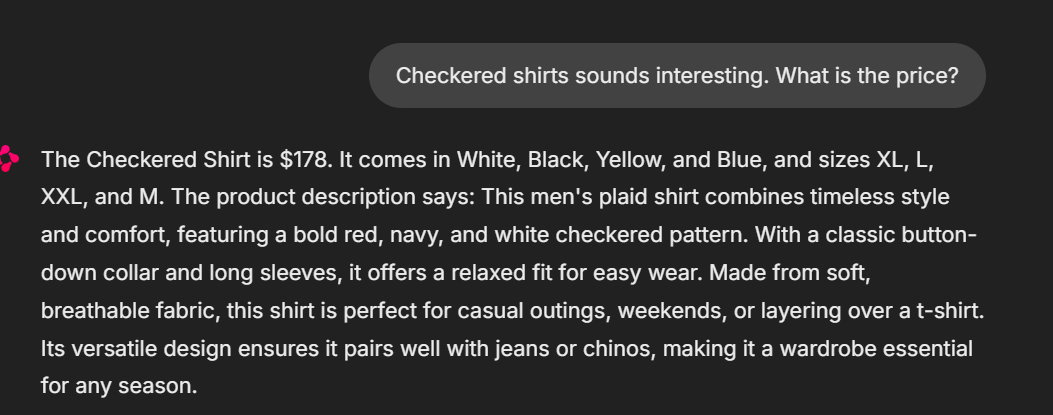 Checkered shirts sounds interesting. What is the price?
The Checkered Shirt is $178. It comes in White, Black, Yellow, and Blue, and sizes XL, L,
XXL, and M. The product description says: This men's plaid shirt combines timeless style
and comfort, featuring a bold red, navy, and white checkered pattern. With a classic button-
down collar and long sleeves, it offers a relaxed fit for easy wear. Made from soft,
breathable fabric, this shirt is perfect for casual outings, weekends, or layering over a t-shirt.
Its versatile design ensures it pairs well with jeans or chinos, making it a wardrobe essential
for any season.